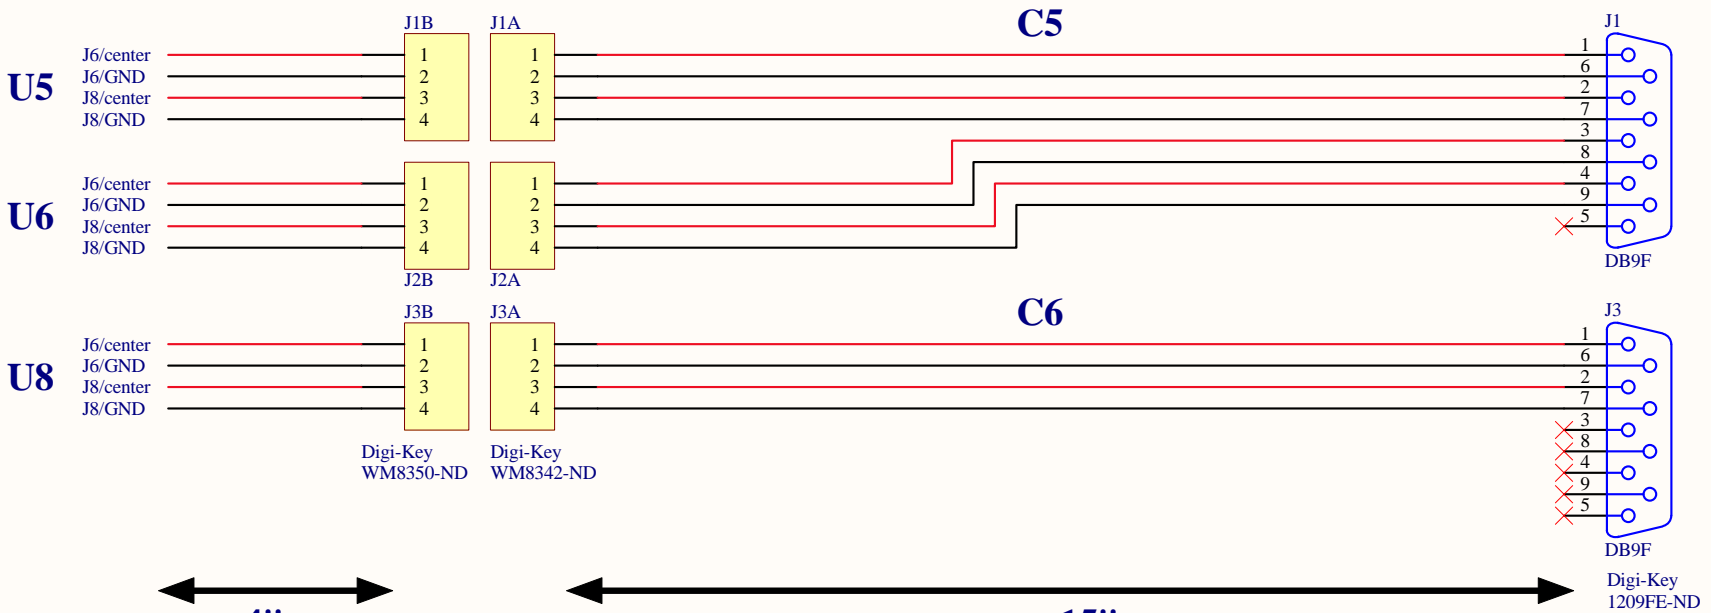 C5
J1B
J1A
J1
U5
J6/center
J6/GND
J8/center
J8/GND
1
2
3
4
1
2
3
4
1
6
2
7
3
8
4
9
5
DB9F
U6
J6/center
J6/GND
J8/center
J8/GND
1
2
3
4
1
2
3
4
J2B
J2A
C6
J3B
J3A
J3
U8
J6/center
J6/GND
J8/center
J8/GND
1
2
3
4
1
2
3
4
1
6
2
7
3
8
4
9
5
DB9F
Digi-Key
WM8350-ND
Digi-Key
WM8342-ND
Digi-Key
1209FE-ND
4"
15"